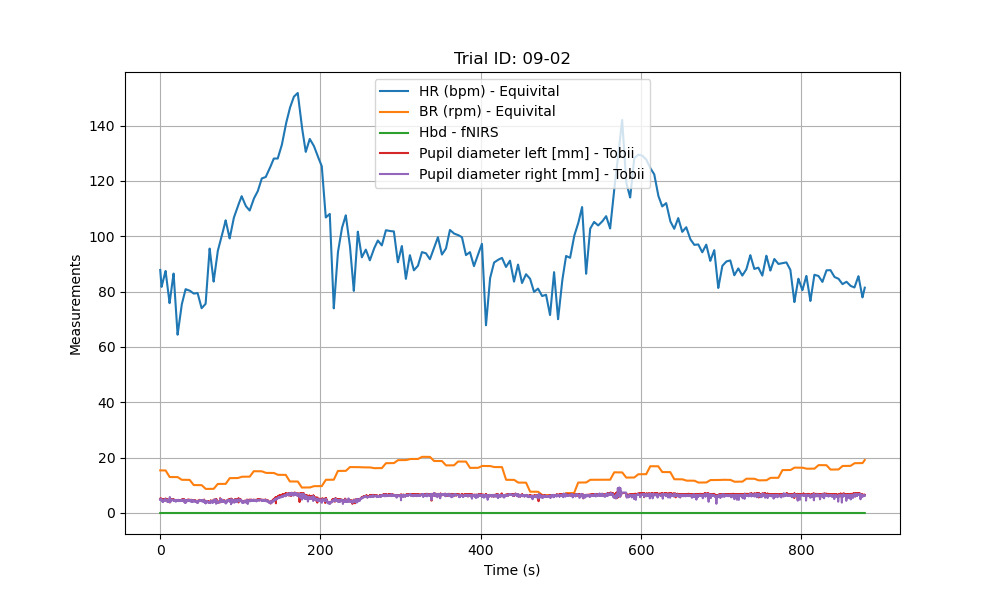 Trial ID: 09-02
HR (bpm) - Equivital
BR (rpm) - Equivital
Hbd - fNIRS
Pupil diameter left [mm] - Tobii
Pupil diameter right [mm] - Tobii
Measurements
140
120
100
80
60
40
20
0
0 200 400 600 800
Time (s)